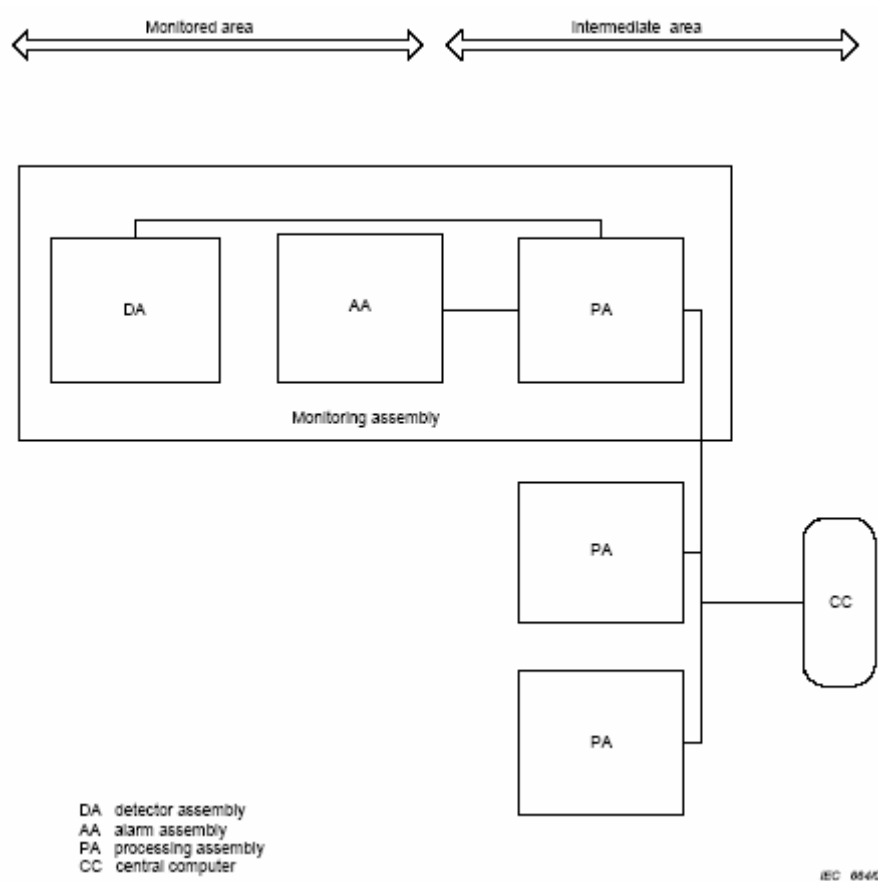 Monitored area
Intermediate area
DA
AA
PA
Monitoring assembly
PA
CC
PA
DA detector assembly
AA alarm assembly
PA processing assembly
CC central computer
IEC